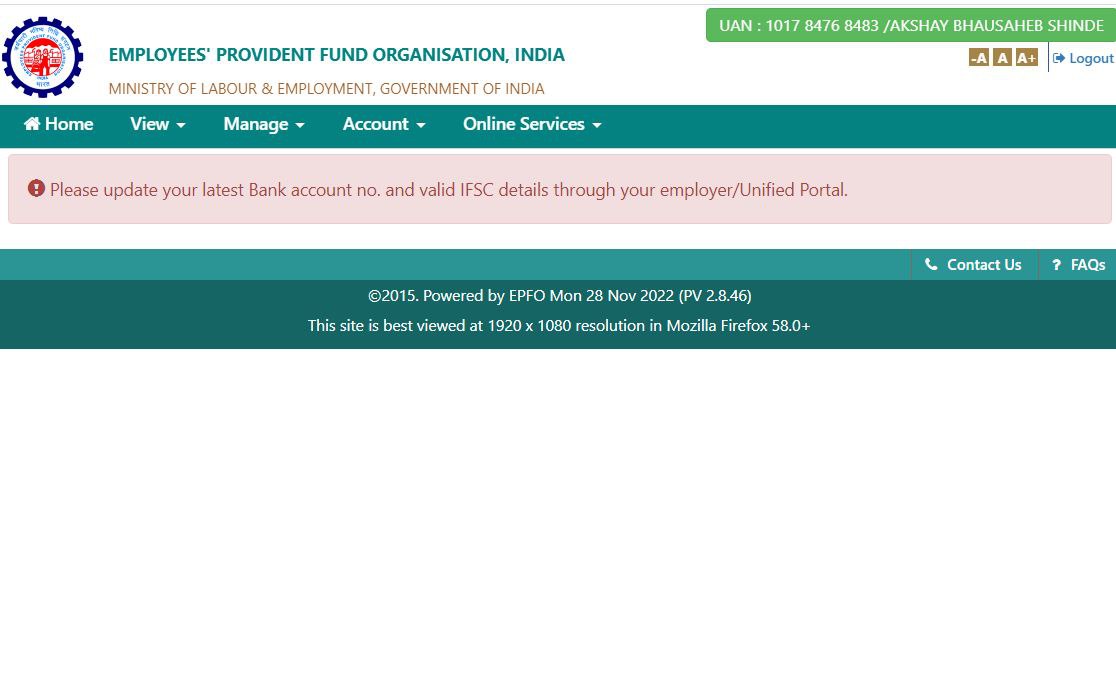 UAN : 1017 8476 8483 /AKSHAY BHAUSAHEB SHINDE
EMPLOYEES' PROVIDENT FUND ORGANISATION, INDIA
-A A A+ Logout
MINISTRY OF LABOUR & EMPLOYMENT, GOVERNMENT OF INDIA
Home View Manage Account Online Services
Please update your latest Bank account no. and valid IFSC details through your employer/Unified Portal.
Contact Us ? FAQs
©2015. Powered by EPFO Mon 28 Nov 2022 (PV 2.8.46)
This site is best viewed at 1920 x 1080 resolution in Mozilla Firefox 58.0+